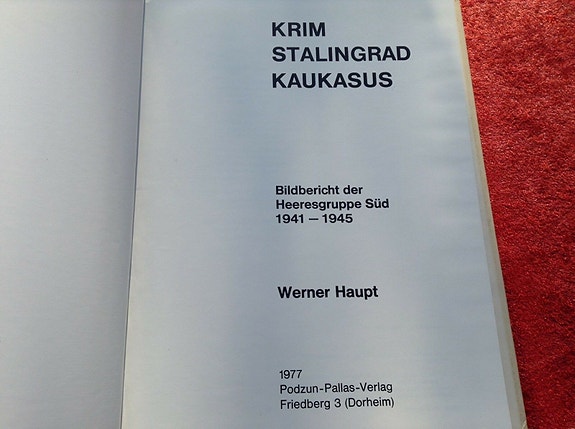 KRIM
STALINGRAD
KAUKASUS
Bildbericht der
Heeresgruppe Süd
1941 — 1945
Werner Haupt
1977
Podzun-Pallas-Verlag
Friedberg 3 (Dorheim)